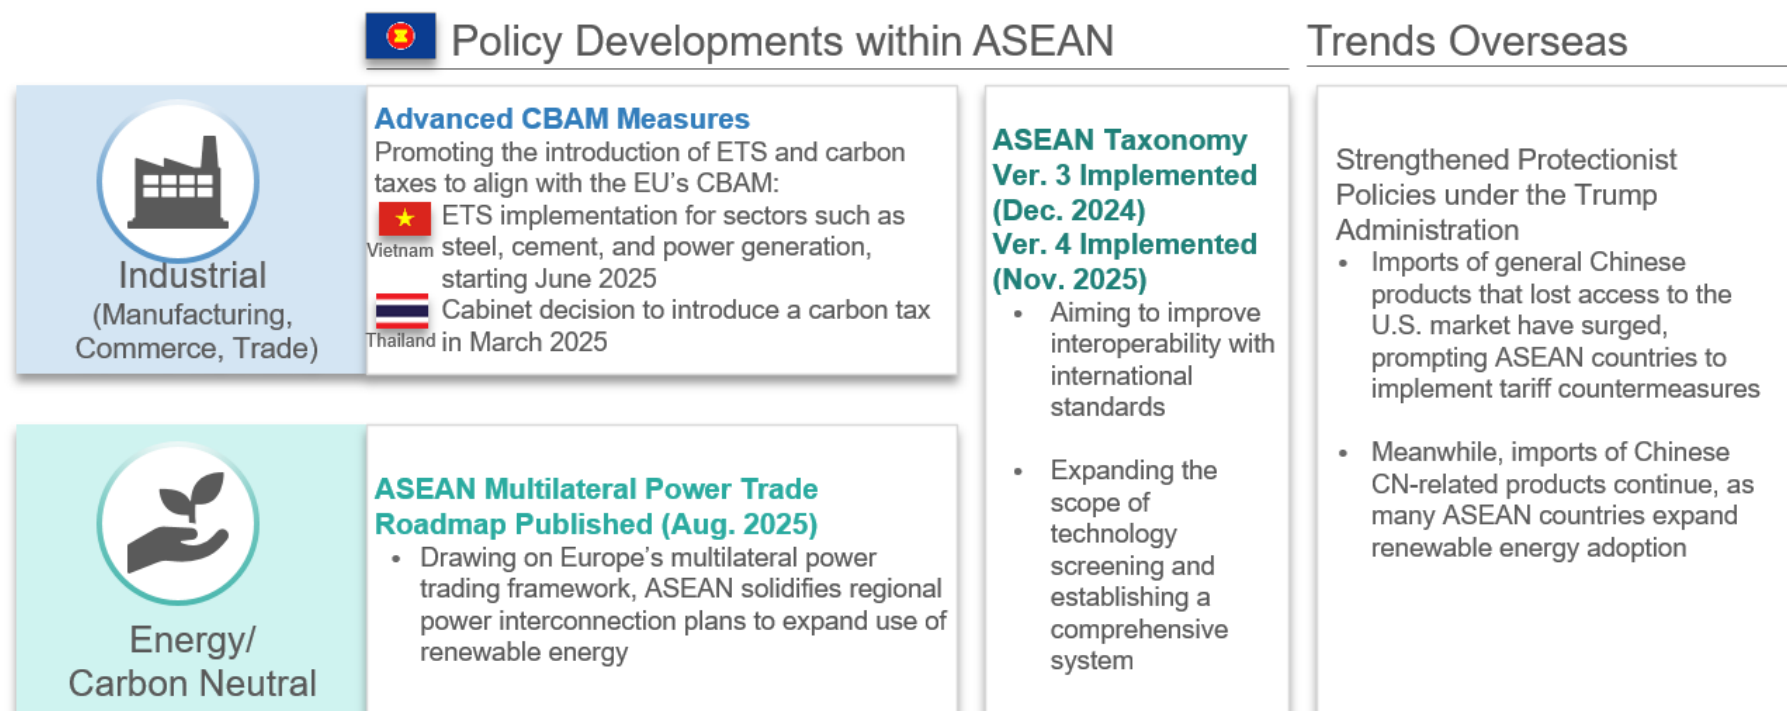 Policy Developments within ASEAN
Trends Overseas
Industrial
(Manufacturing,
Commerce, Trade)
Advanced CBAM Measures
Promoting the introduction of ETS and carbon
taxes to align with the EU's CBAM:
Vietnam
ETS implementation for sectors such as
steel, cement, and power generation,
starting June 2025
Thailand
Cabinet decision to introduce a carbon tax
in March 2025
Energy/
Carbon Neutral
ASEAN Multilateral Power Trade
Roadmap Published (Aug. 2025)
• Drawing on Europe's multilateral power
trading framework, ASEAN solidifies regional
power interconnection plans to expand use of
renewable energy
ASEAN Taxonomy
Ver. 3 Implemented
(Dec. 2024)
Ver. 4 Implemented
(Nov. 2025)
• Aiming to improve
interoperability with
international
standards
• Expanding the
scope of
technology
screening and
establishing a
comprehensive
system
Strengthened Protectionist
Policies under the Trump
Administration
• Imports of general Chinese
products that lost access to the
U.S. market have surged,
prompting ASEAN countries to
implement tariff countermeasures
• Meanwhile, imports of Chinese
CN-related products continue, as
many ASEAN countries expand
renewable energy adoption